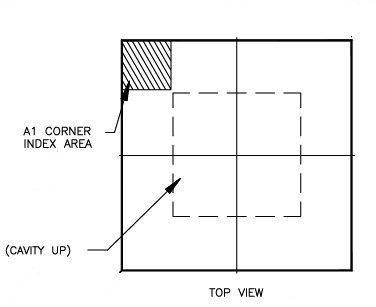 A1 CORNER
INDEX AREA
(CAVITY UP)
TOP VIEW